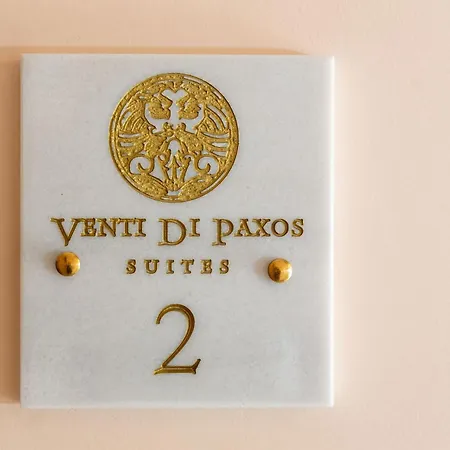 VENTI DI PAXOS
SUITES
2